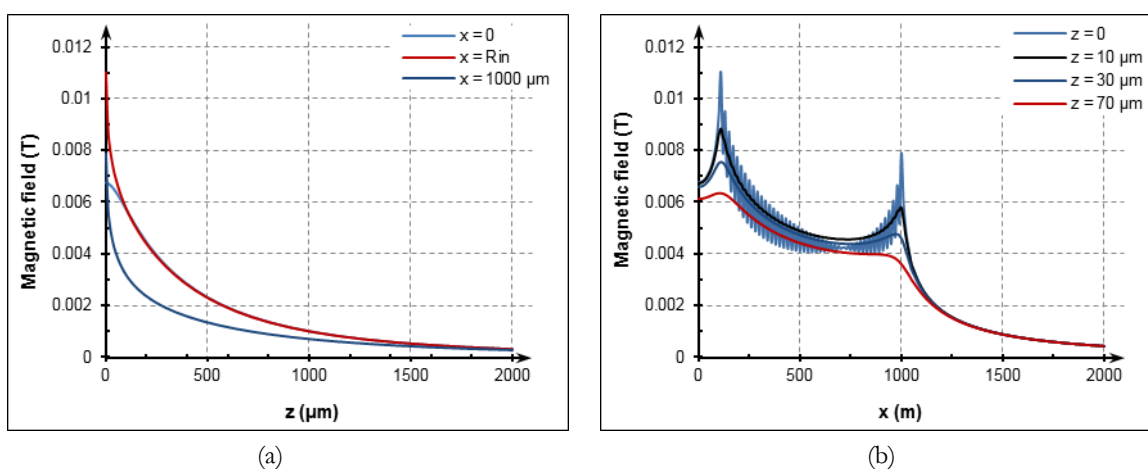 0.012
0.01
0.008
0.006
0.004
0.002
0
0
500
1000
1500
2000
Magnetic field (T)
z (µm)
x = 0
x = Rin
x = 1000 µm
(a)
0.012
0.01
0.008
0.006
0.004
0.002
0
0
500
1000
1500
2000
Magnetic field (T)
x (m)
z = 0
z = 10 µm
z = 30 µm
z = 70 µm
(b)